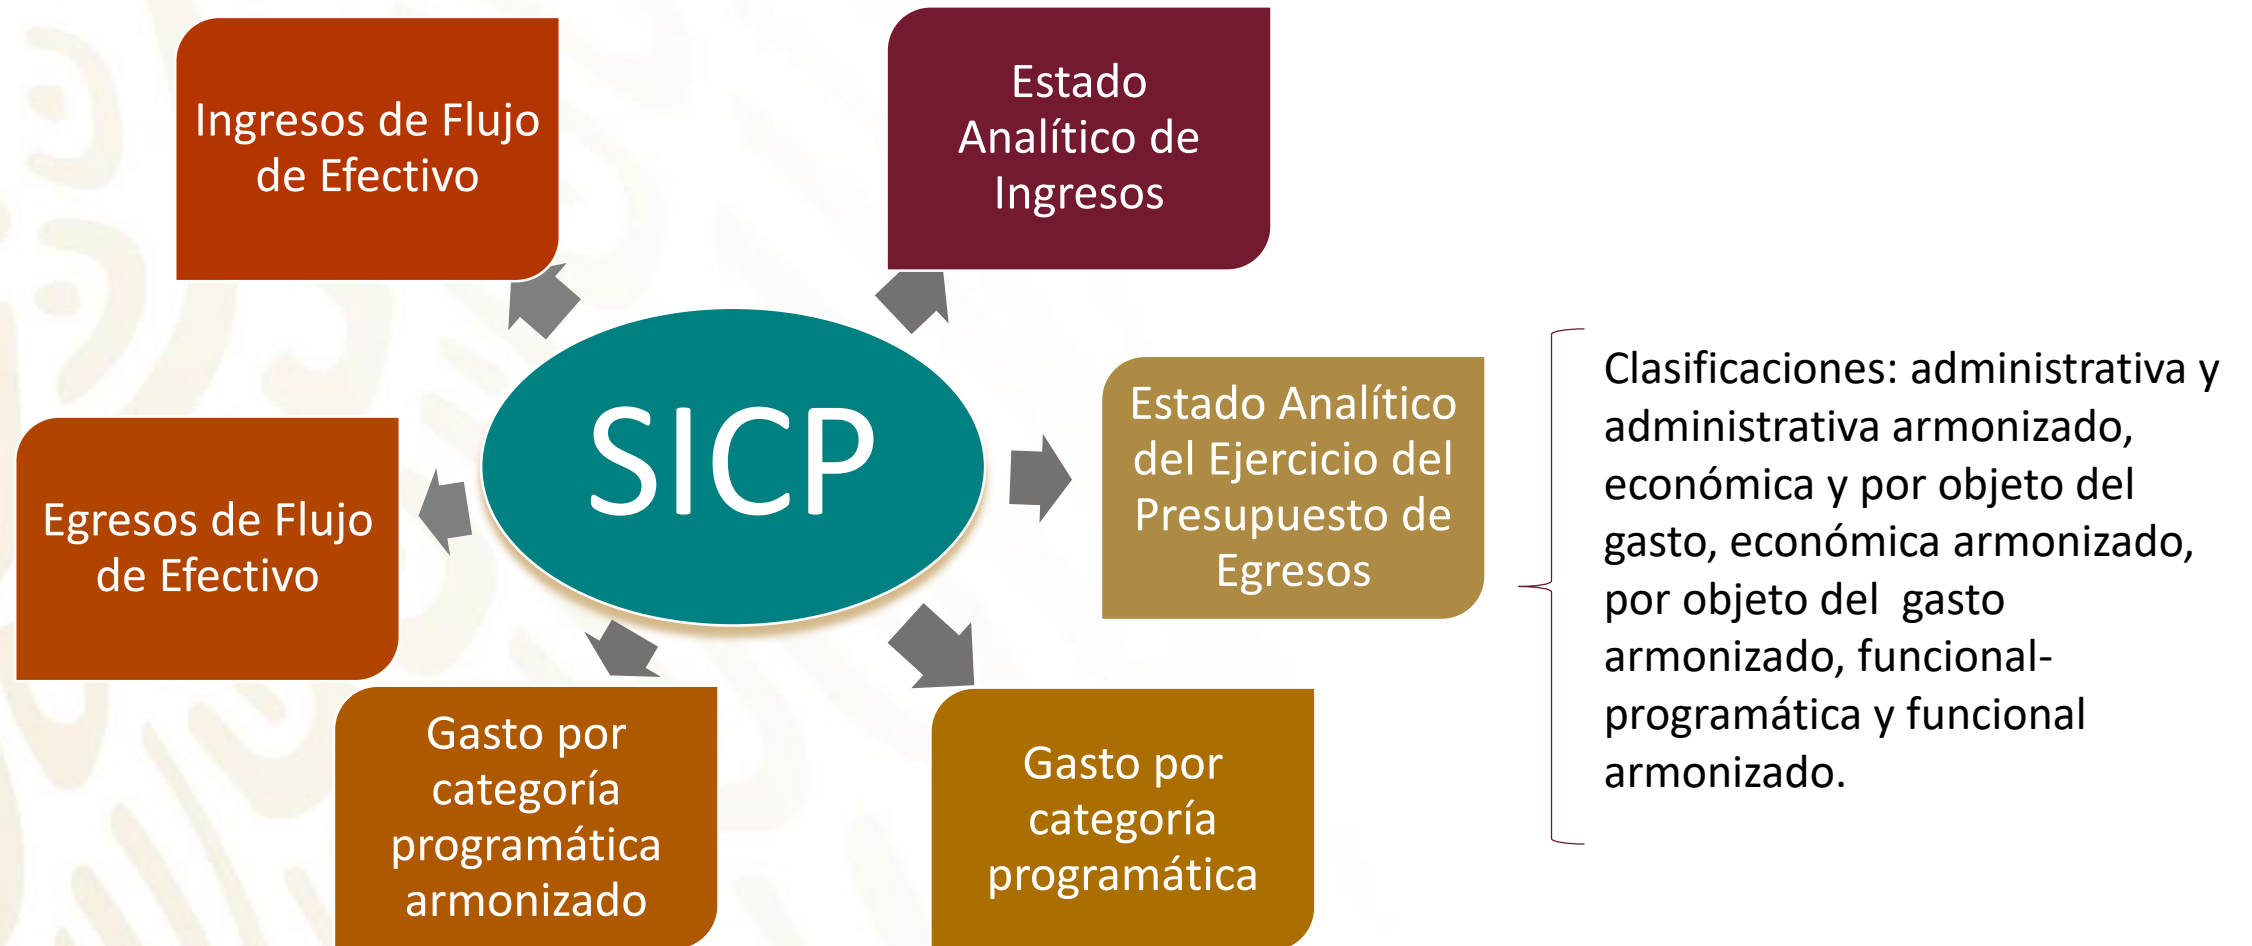 Ingresos de Flujo
de Efectivo
Estado
Analítico de
Ingresos
SICP
Estado Analítico
del Ejercicio del
Presupuesto de
Egresos
Clasificaciones: administrativa y
administrativa armonizado,
económica y por objeto del
gasto, económica armonizado,
por objeto del  gasto
armonizado, funcional-
programática y funcional
armonizado.
Egresos de Flujo
de Efectivo
Gasto por
categoría
programática
armonizado
Gasto por
categoría
programática